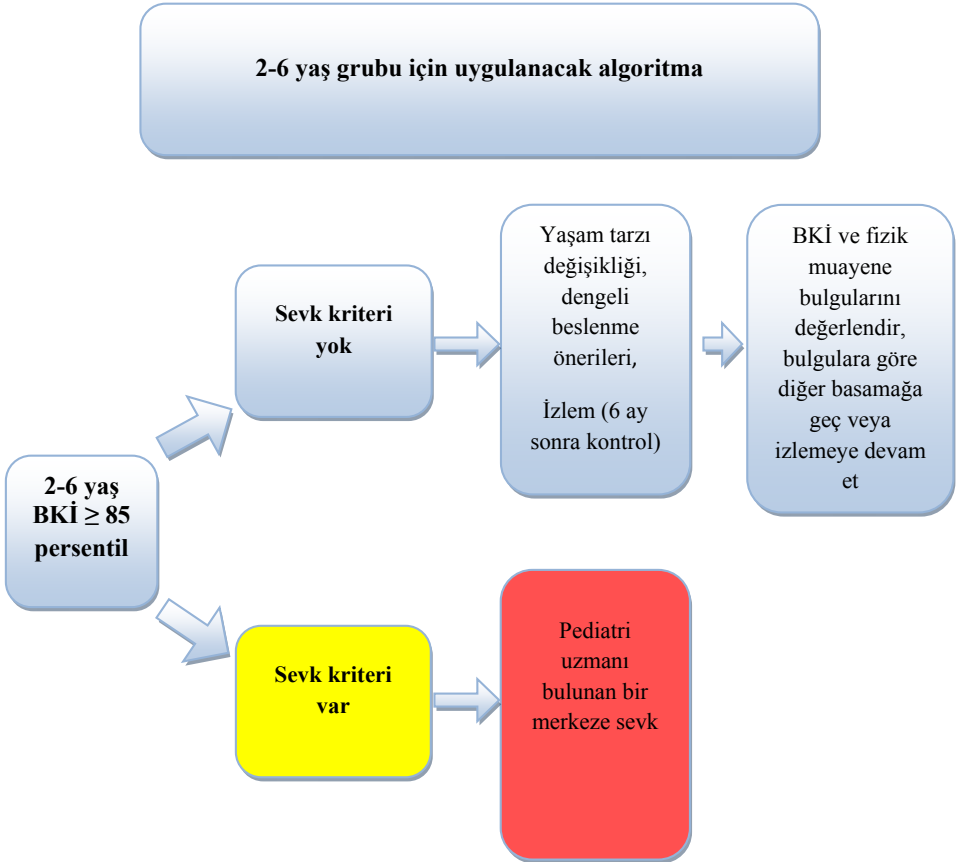 2-6 yaş grubu için uygulanacak algoritma
2-6 yaş
BKİ ≥ 85
persentil
Sevk kriteri
yok
Yaşam tarzı
değişikliği,
dengeli
beslenme
önerileri,
İzlem (6 ay
sonra kontrol)
BKİ ve fizik
muayene
bulgularını
değerlendir,
bulgulara göre
diğer basamağa
geç veya
izlemeye devam
et
Sevk kriteri
var
Pediatri
uzmanı
bulunan bir
merkeze sevk